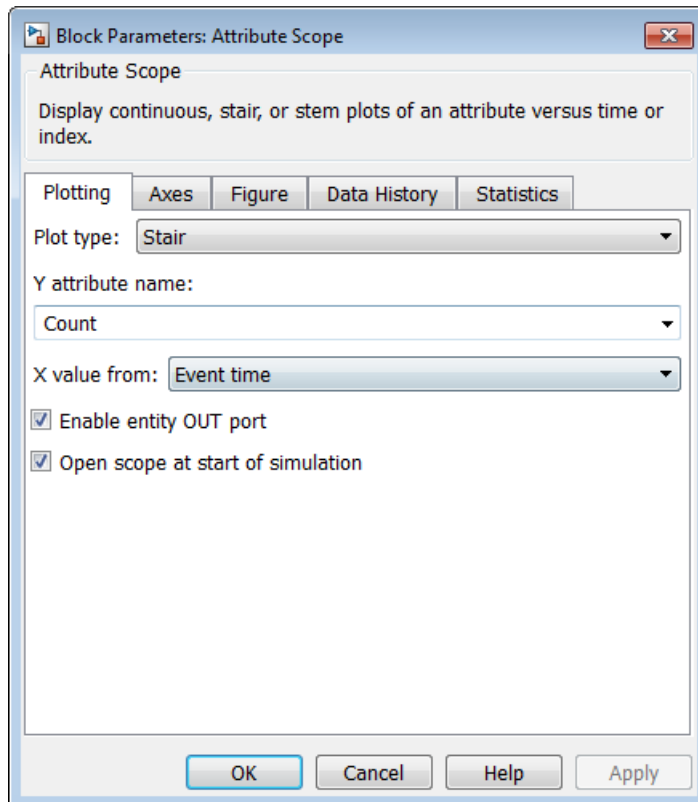 Block Parameters: Attribute Scope
Attribute Scope
Display continuous, stair, or stem plots of an attribute versus time or
index.
Plotting Axes Figure Data History Statistics
Plot type: Stair
Y attribute name:
Count
X value from: Event time
Enable entity OUT port
Open scope at start of simulation
OK Cancel Help Apply